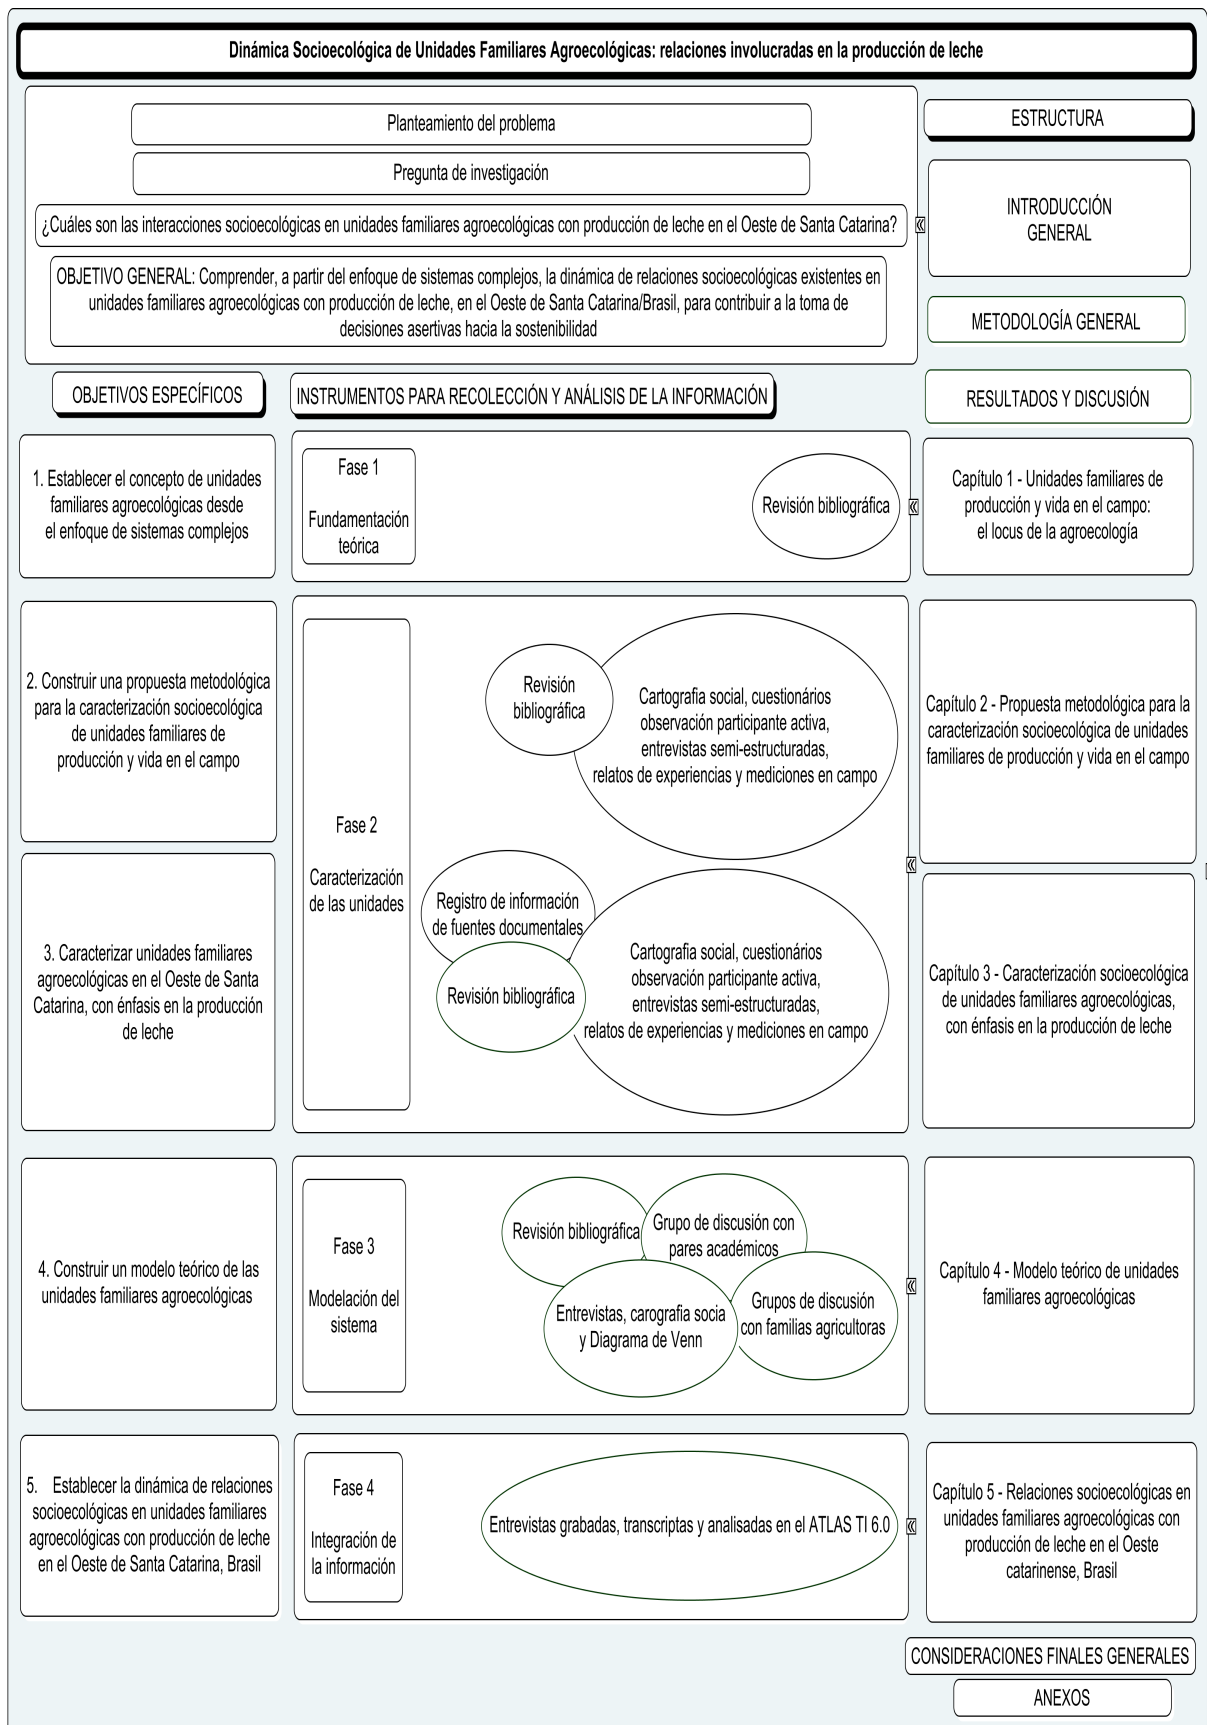 Dinámica Socioecológica de Unidades Familiares Agroecológicas: relaciones involucradas en la producción de leche
Planteamiento del problema
Pregunta de investigación
¿Cuáles son las interacciones socioecológicas en unidades familiares agroecológicas con producción de leche en el Oeste de Santa Catarina?
OBJETIVO GENERAL: Comprender, a partir del enfoque de sistemas complejos, la dinámica de relaciones socioecológicas existentes en
unidades familiares agroecológicas con producción de leche, en el Oeste de Santa Catarina/Brasil, para contribuir a la toma de
decisiones asertivas hacia la sostenibilidad
ESTRUCTURA
INTRODUCCIÓN
GENERAL
METODOLOGÍA GENERAL
OBJETIVOS ESPECÍFICOS
INSTRUMENTOS PARA RECOLECCIÓN Y ANÁLISIS DE LA INFORMACIÓN
RESULTADOS Y DISCUSIÓN
1. Establecer el concepto de unidades
familiares agroecológicas desde
el enfoque de sistemas complejos
Fase 1
Fundamentación
teórica
Revisión bibliográfica
Capítulo 1 - Unidades familiares de
producción y vida en el campo:
el locus de la agroecología
2. Construir una propuesta metodológica
para la caracterización socioecológica
de unidades familiares de
producción y vida en el campo
3. Caracterizar unidades familiares
agroecológicas en el Oeste de Santa
Catarina, con énfasis en la producción
de leche
Fase 2
Caracterización
de las unidades
Revisión
bibliográfica
Cartografia social, cuestionários
observación participante activa,
entrevistas semi-estructuradas,
relatos de experiencias y mediciones en campo
Registro de información
de fuentes documentales
Revisión bibliográfica
Cartografia social, cuestionários
observación participante activa,
entrevistas semi-estructuradas,
relatos de experiencias y mediciones en campo
Capítulo 2 - Propuesta metodológica para la
caracterización socioecológica de unidades
familiares de producción y vida en el campo
Capítulo 3 - Caracterización socioecológica
de unidades familiares agroecológicas,
con énfasis en la producción de leche
4. Construir un modelo teórico de las
unidades familiares agroecológicas
Fase 3
Modelación del
sistema
Revisión bibliográfica
Grupo de discusión con
pares académicos
Entrevistas, carografia socia
y Diagrama de Venn
Grupos de discusión
con familias agricultoras
Capítulo 4 - Modelo teórico de unidades
familiares agroecológicas
5. Establecer la dinámica de relaciones
socioecológicas en unidades familiares
agroecológicas con producción de leche
en el Oeste de Santa Catarina, Brasil
Fase 4
Integración de
la información
Entrevistas grabadas, transcriptas y analisadas en el ATLAS TI 6.0
Capítulo 5 - Relaciones socioecológicas en
unidades familiares agroecológicas con
producción de leche en el Oeste
catarinense, Brasil
CONSIDERACIONES FINALES GENERALES
ANEXOS